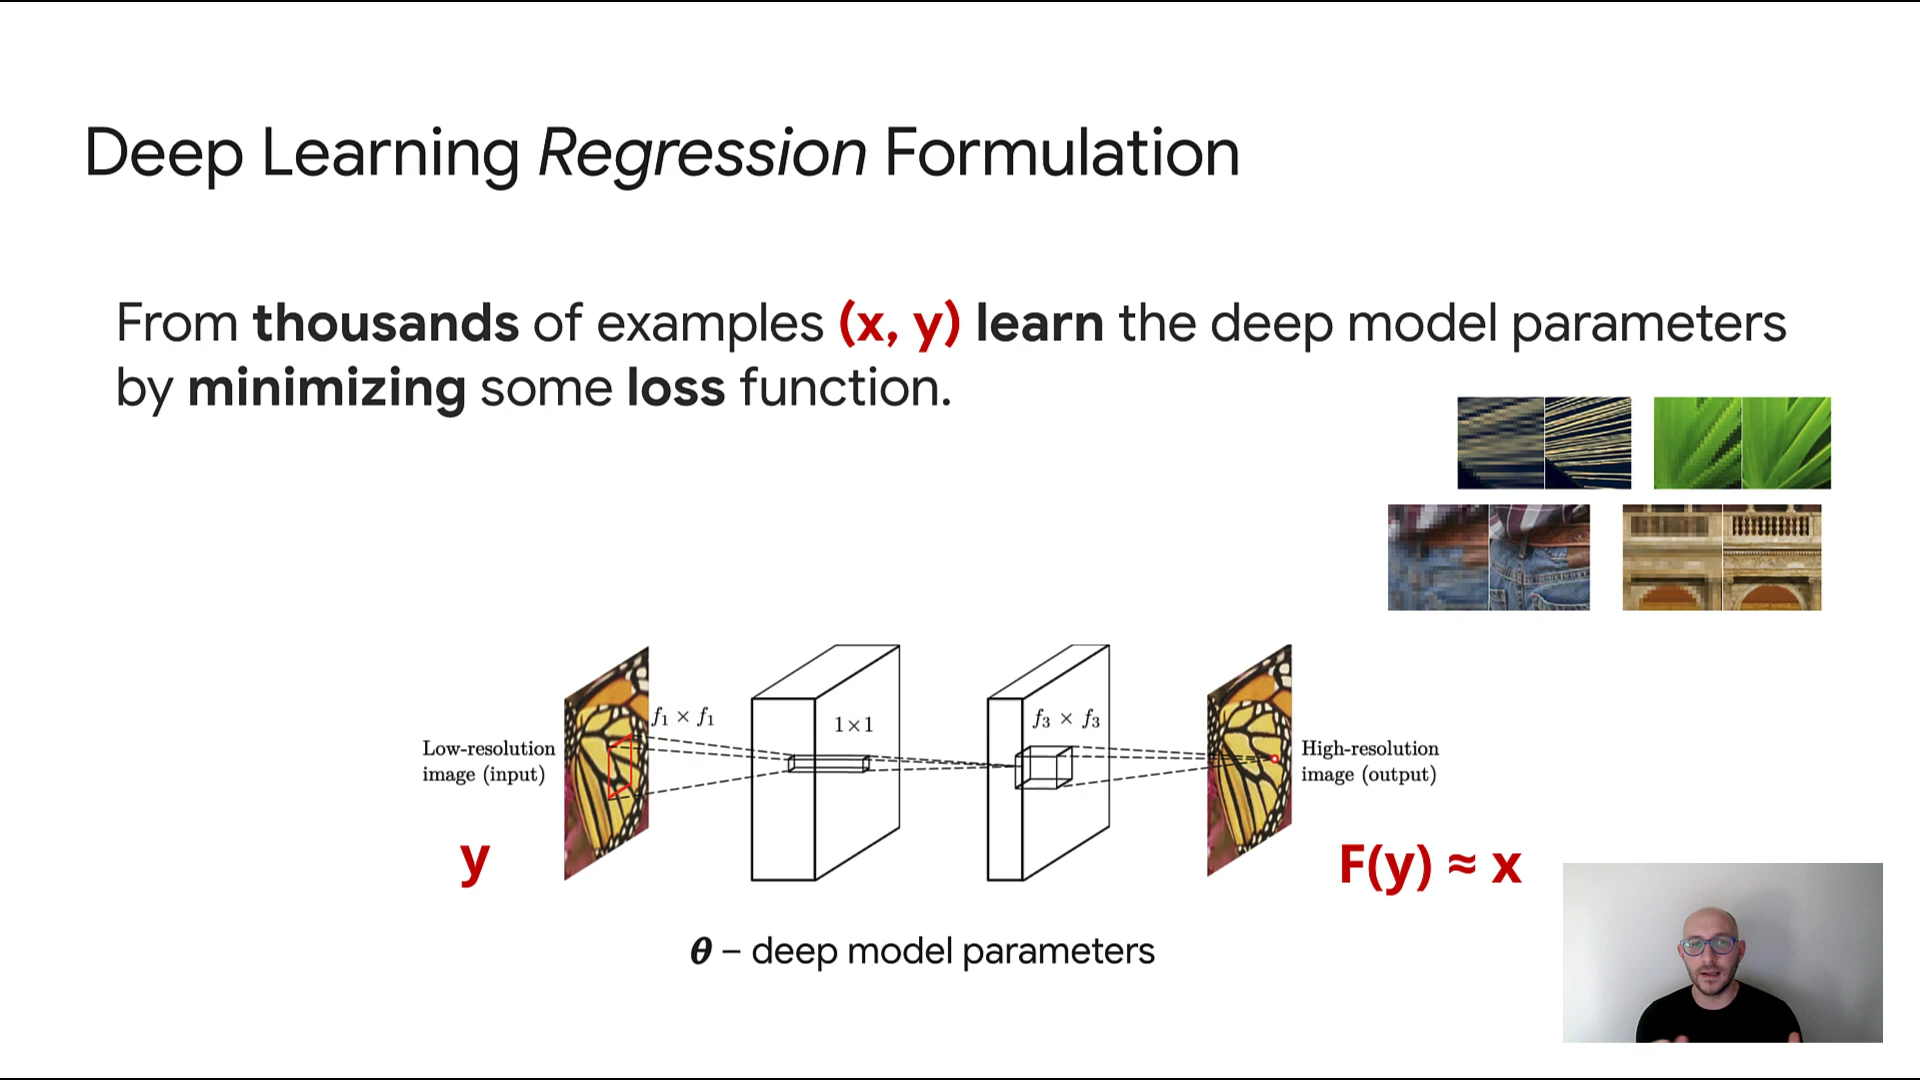 Deep Learning Regression Formulation
From thousands of examples (x, y) learn the deep model parameters
by minimizing some loss function.
f₁ × f₁
1×1
f₃ × f₃
Low-resolution
image (input)
High-resolution
image (output)
y
F(y) ≈ x
θ – deep model parameters